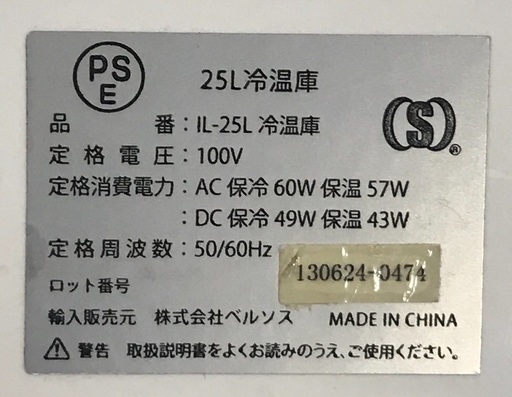 PS
E
25L冷温庫
品番:IL-25L 冷温庫
(S)®
定格電圧:100V
定格消費電力:AC 保冷 60W 保温 57W
:DC 保冷 49W 保温 43W
定格周波数:50/60Hz
130624-0474
ロット番号
輸入販売元 株式会社ベルソス MADE IN CHINA
⚠警告 取扱説明書をよくお読みのうえ、ご使用ください。